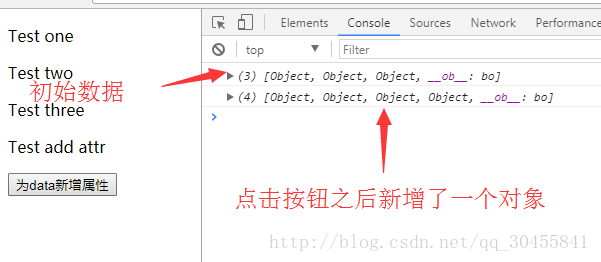 Test one
Test two
初始数据
Test three
Test add attr
为data新增属性
Elements Console Sources Network Performance
top ▼ Filter
▶ (3) [Object, Object, Object, __ob__: bo]
▶ (4) [Object, Object, Object, Object, __ob__: bo]
>
点击按钮之后新增了一个对象
http://blog.csdn.net/qq_30455841